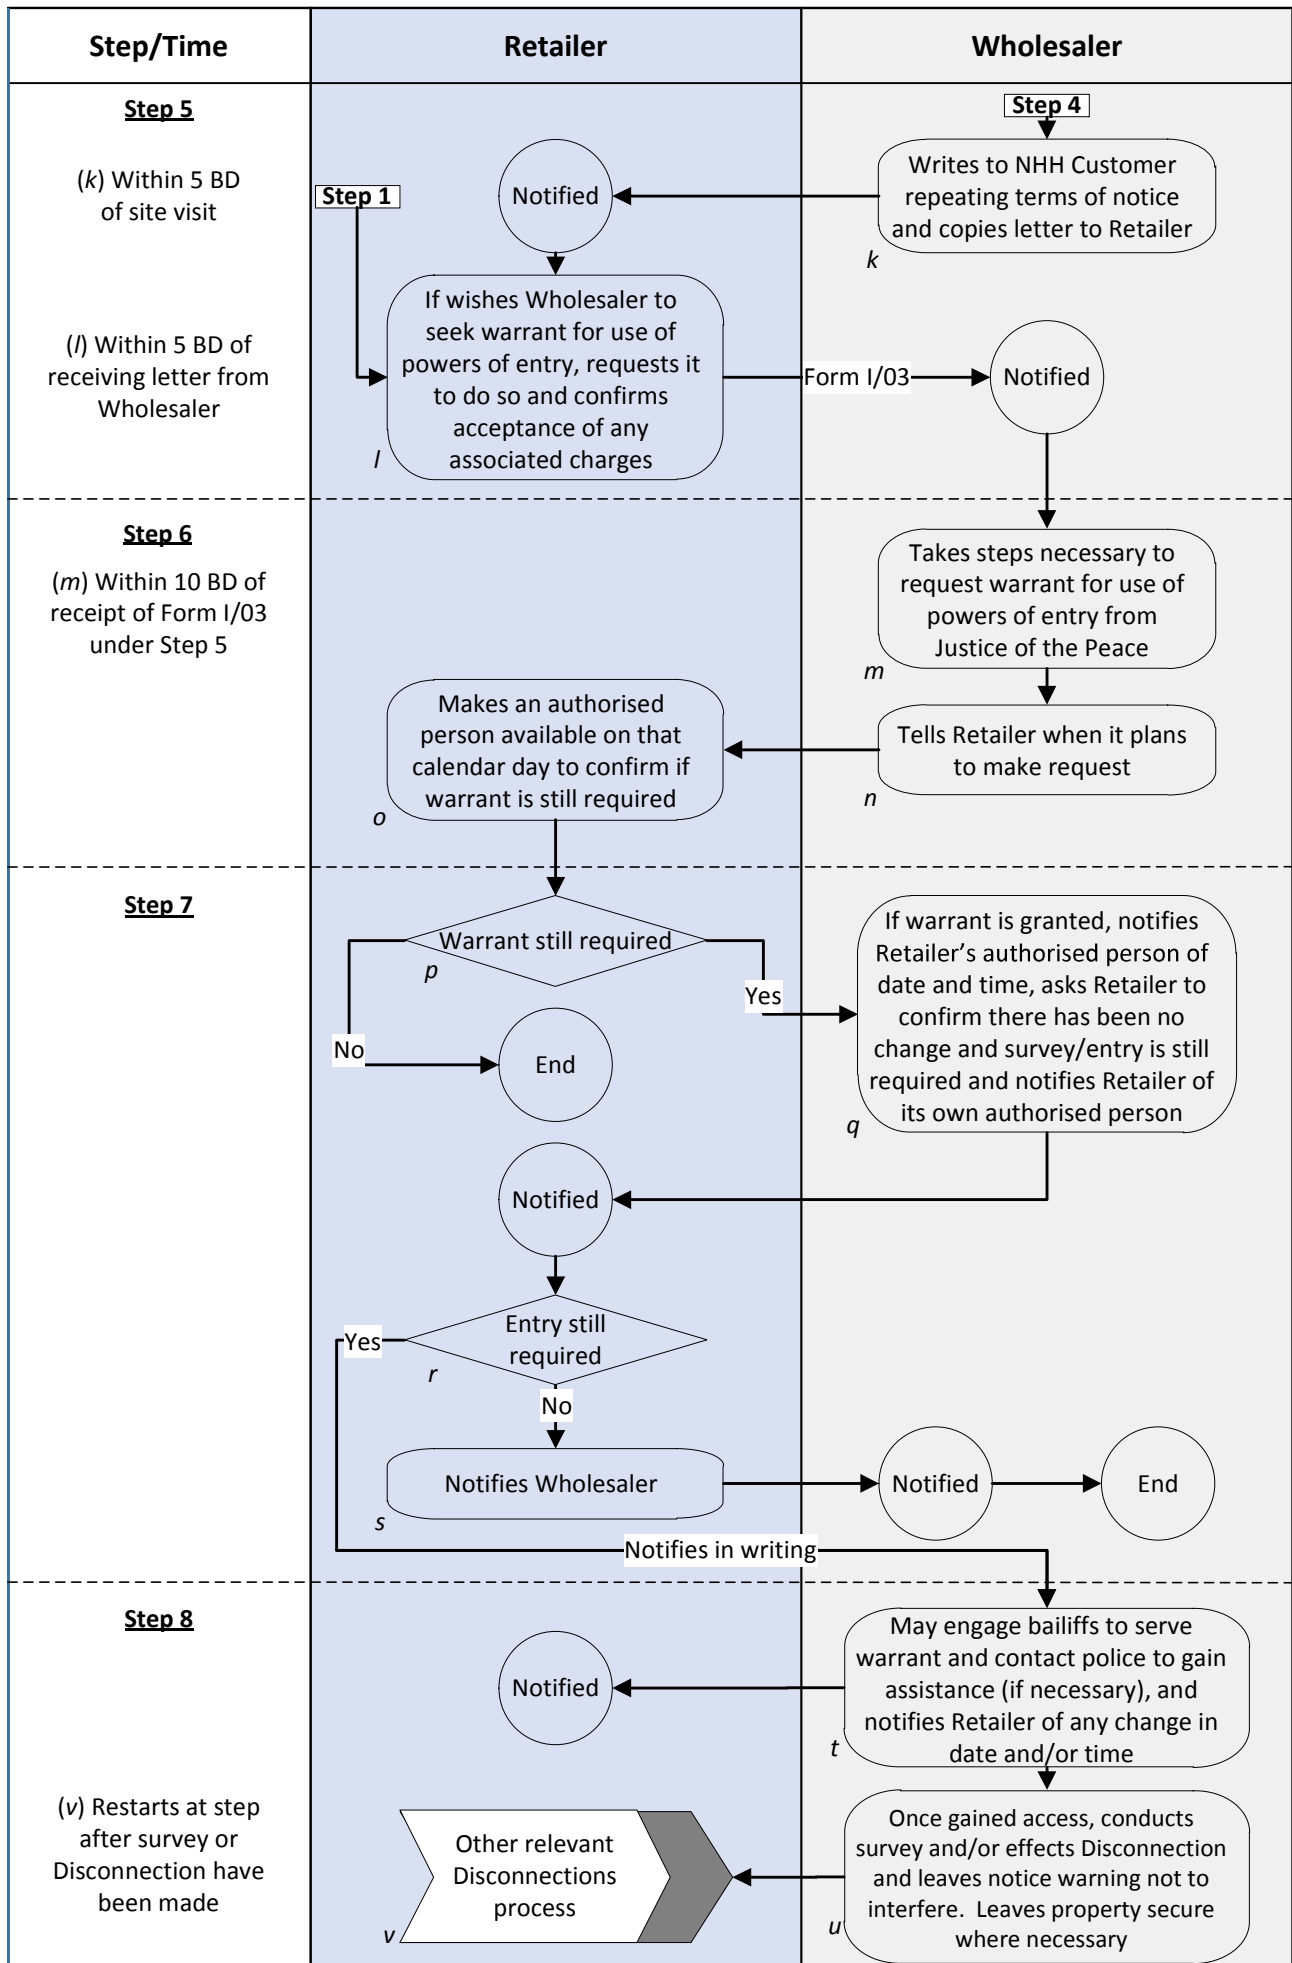 Step/Time
Retailer
Wholesaler
Step 5
Step 4
(k) Within 5 BD
of site visit
Step 1
Notified
Writes to NHH Customer
repeating terms of notice
and copies letter to Retailer
k
(l) Within 5 BD of
receiving letter from
Wholesaler
If wishes Wholesaler to
seek warrant for use of
powers of entry, requests it
to do so and confirms
acceptance of any
associated charges
l
Form I/03
Notified
Step 6
(m) Within 10 BD of
receipt of Form I/03
under Step 5
Takes steps necessary to
request warrant for use of
powers of entry from
Justice of the Peace
m
Makes an authorised
person available on that
calendar day to confirm if
warrant is still required
o
Tells Retailer when it plans
to make request
n
Step 7
Warrant still required
p
Yes
No
End
If warrant is granted, notifies
Retailer’s authorised person of
date and time, asks Retailer to
confirm there has been no
change and survey/entry is still
required and notifies Retailer of
its own authorised person
q
Notified
Entry still
required
r
Yes
No
Notifies Wholesaler
s
Notified
End
Notifies in writing
Step 8
Notified
May engage bailiffs to serve
warrant and contact police to gain
assistance (if necessary), and
notifies Retailer of any change in
date and/or time
t
(v) Restarts at step
after survey or
Disconnection have
been made
Other relevant
Disconnections
process
v
Once gained access, conducts
survey and/or effects Disconnection
and leaves notice warning not to
interfere.  Leaves property secure
where necessary
u